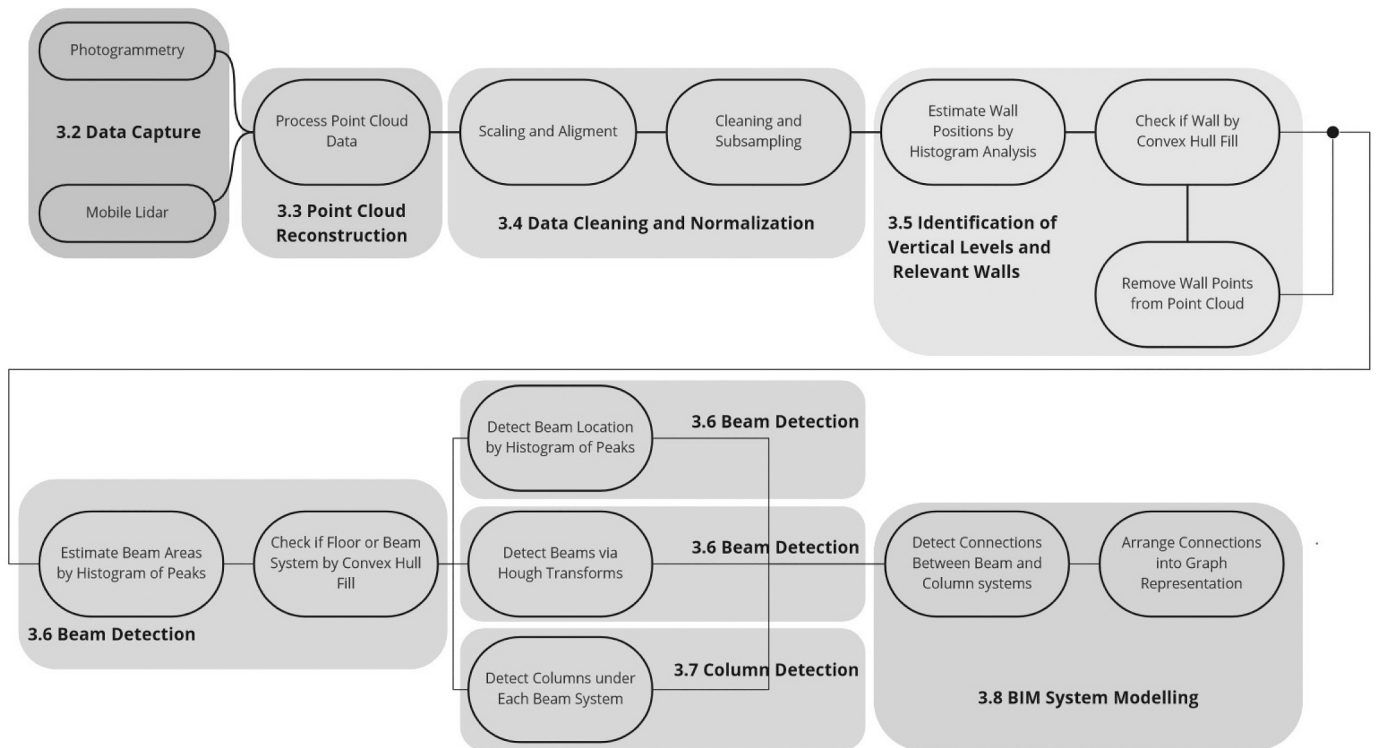 Photogrammetry
3.2 Data Capture
Mobile Lidar
Process Point Cloud
Data
3.3 Point Cloud
Reconstruction
Scaling and Aligment
Cleaning and
Subsampling
3.4 Data Cleaning and Normalization
Estimate Wall
Positions by
Histogram Analysis
Check if Wall by
Convex Hull Fill
3.5 Identification of
Vertical Levels and
Relevant Walls
Remove Wall Points
from Point Cloud
Estimate Beam Areas
by Histogram of Peaks
Check if Floor or Beam
System by Convex Hull
Fill
3.6 Beam Detection
Detect Beam Location
by Histogram of Peaks
3.6 Beam Detection
Detect Beams via
Hough Transforms
3.6 Beam Detection
Detect Columns under
Each Beam System
3.7 Column Detection
Detect Connections
Between Beam and
Column systems
Arrange Connections
into Graph
Representation
3.8 BIM System Modelling